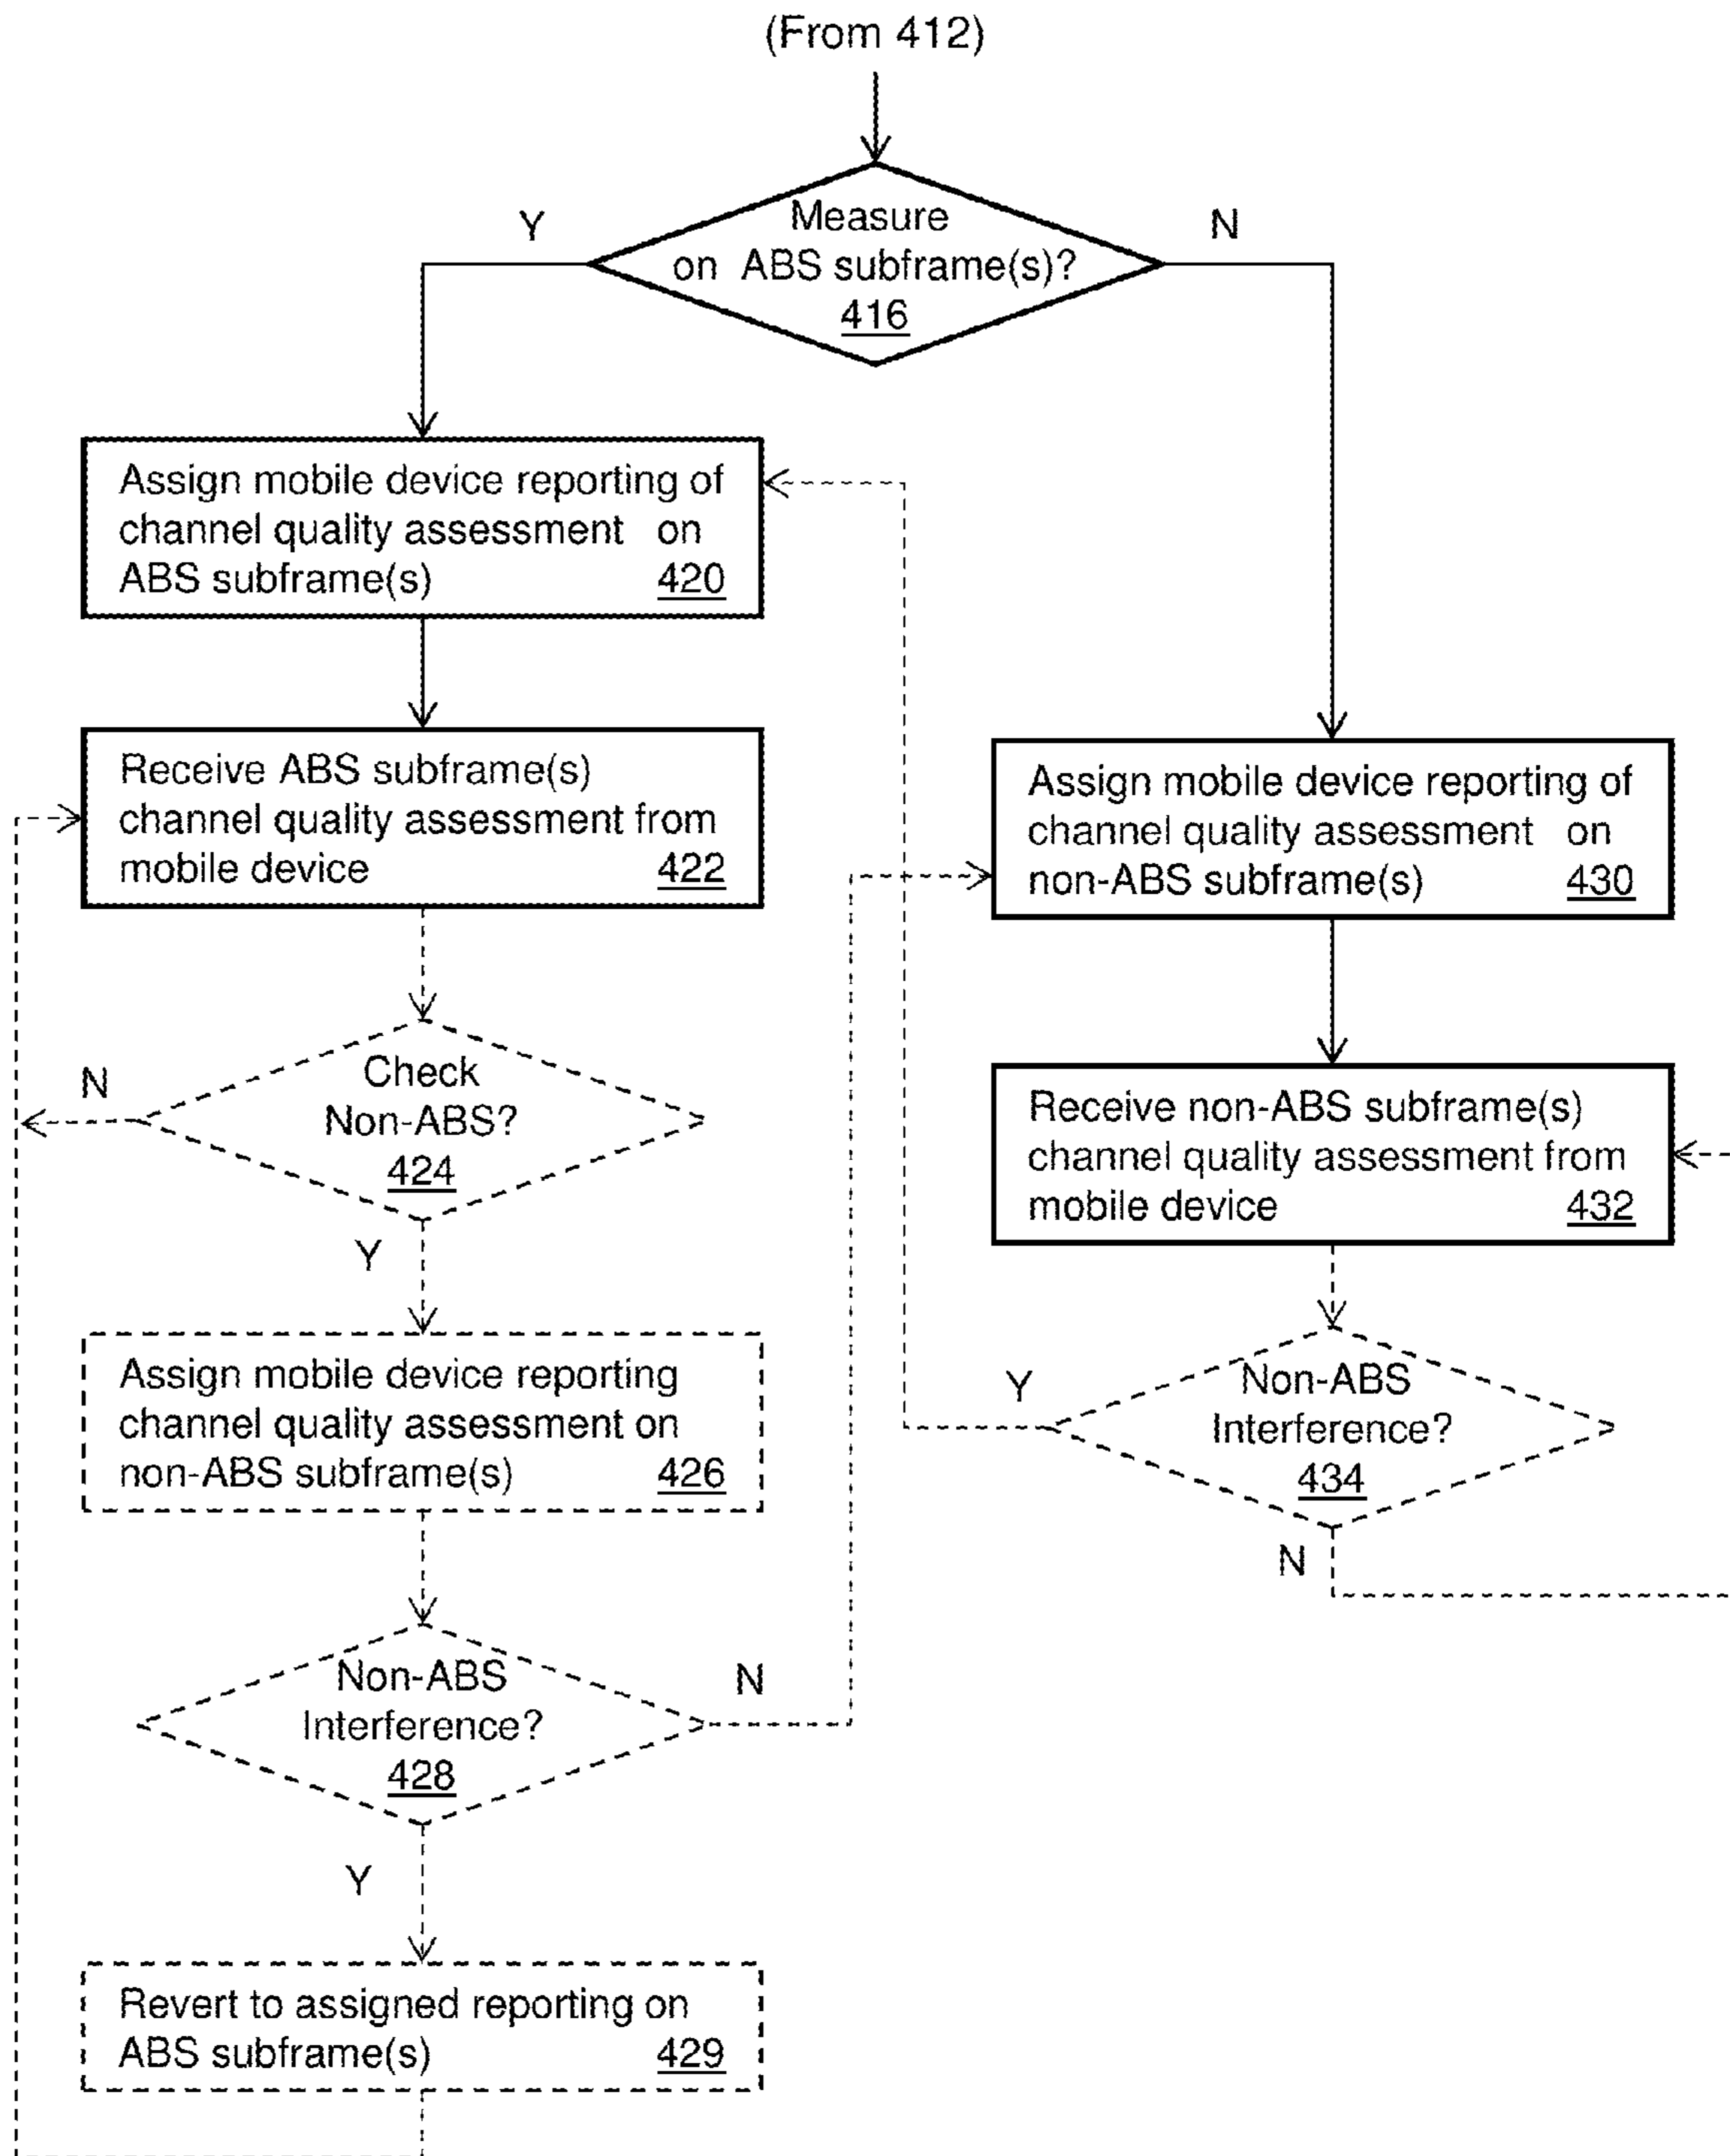 (From 412)
Measure
on ABS subframe(s)?
416
Y
N
Assign mobile device reporting of
channel quality assessment on
ABS subframe(s) 420
Receive ABS subframe(s)
channel quality assessment from
mobile device 422
Check
Non-ABS?
424
N
Y
Assign mobile device reporting
channel quality assessment on
non-ABS subframe(s) 426
Non-ABS
Interference?
428
N
Y
Revert to assigned reporting on
ABS subframe(s) 429
Assign mobile device reporting of
channel quality assessment on
non-ABS subframe(s) 430
Receive non-ABS subframe(s)
channel quality assessment from
mobile device 432
Non-ABS
Interference?
434
Y
N